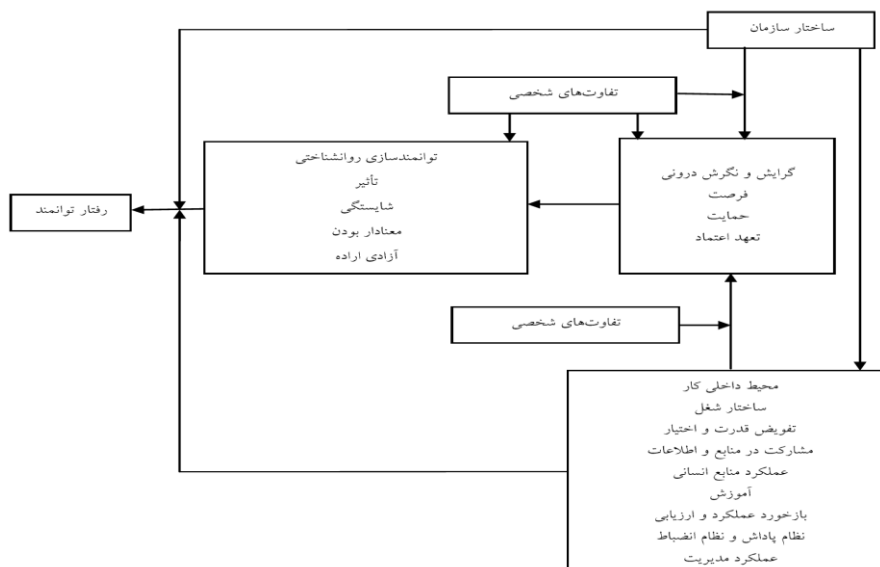 ساختار سازمان
تفاوت‌های شخصی
گرایش و نگرش درونی
فرصت
حمایت
تعهد اعتماد
توانمندسازی روانشناختی
تأثیر
شایستگی
معنادار بودن
آزادی اراده
رفتار توانمند
تفاوت‌های شخصی
محیط داخلی کار
ساختار شغل
تفویض قدرت و اختیار
مشارکت در منابع و اطلاعات
عملکرد منابع انسانی
آموزش
بازخورد عملکرد و ارزیابی
نظام پاداش و نظام انضباط
عملکرد مدیریت